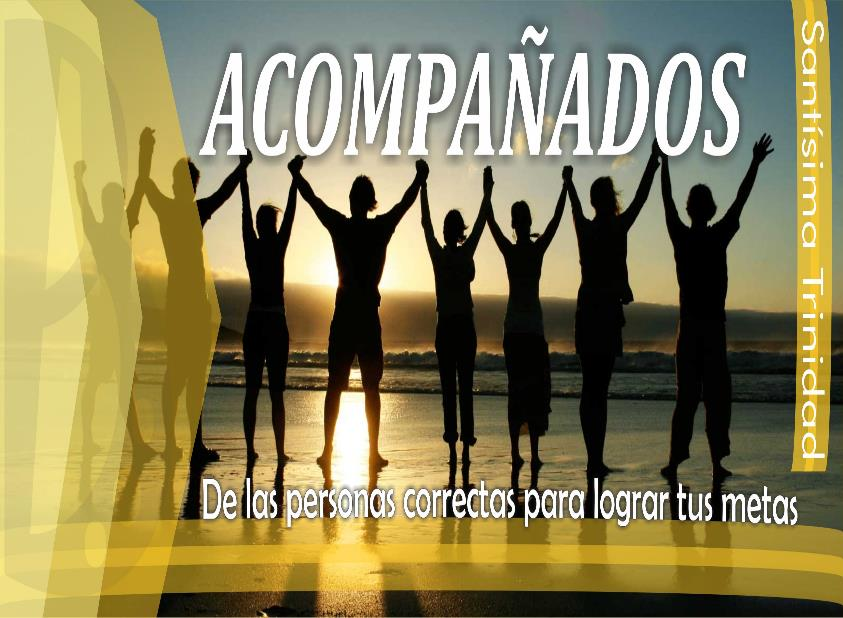 ACOMPAÑADOS
Santísima Trinidad
De las personas correctas para lograr tus metas